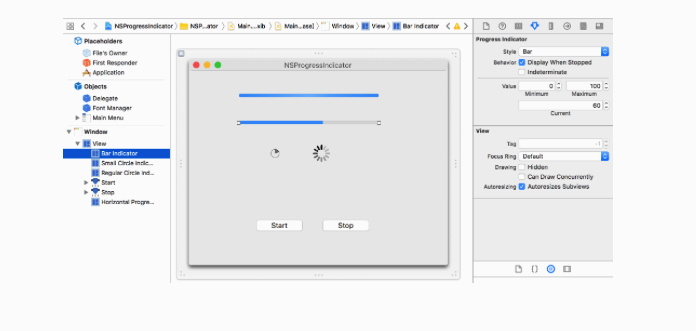 NSProgressIndicator NSP...ator Main....xib Main...ase) Window View Bar Indicator
Placeholders
File's Owner
First Responder
Application
Objects
Delegate
Font Manager
Main Menu
Window
View
Bar Indicator
Small Circle Indic...
Regular Circle Ind...
Start
Stop
Horizontal Progre...
NSProgressIndicator
Start
Stop
Progress Indicator
Style Bar
Behavior Display When Stopped
Indeterminate
Value 0 100
Minimum Maximum
60
Current
View
Tag -1
Focus Ring Default
Drawing Hidden
Can Draw Concurrently
Autoresizing Autoresizes Subviews